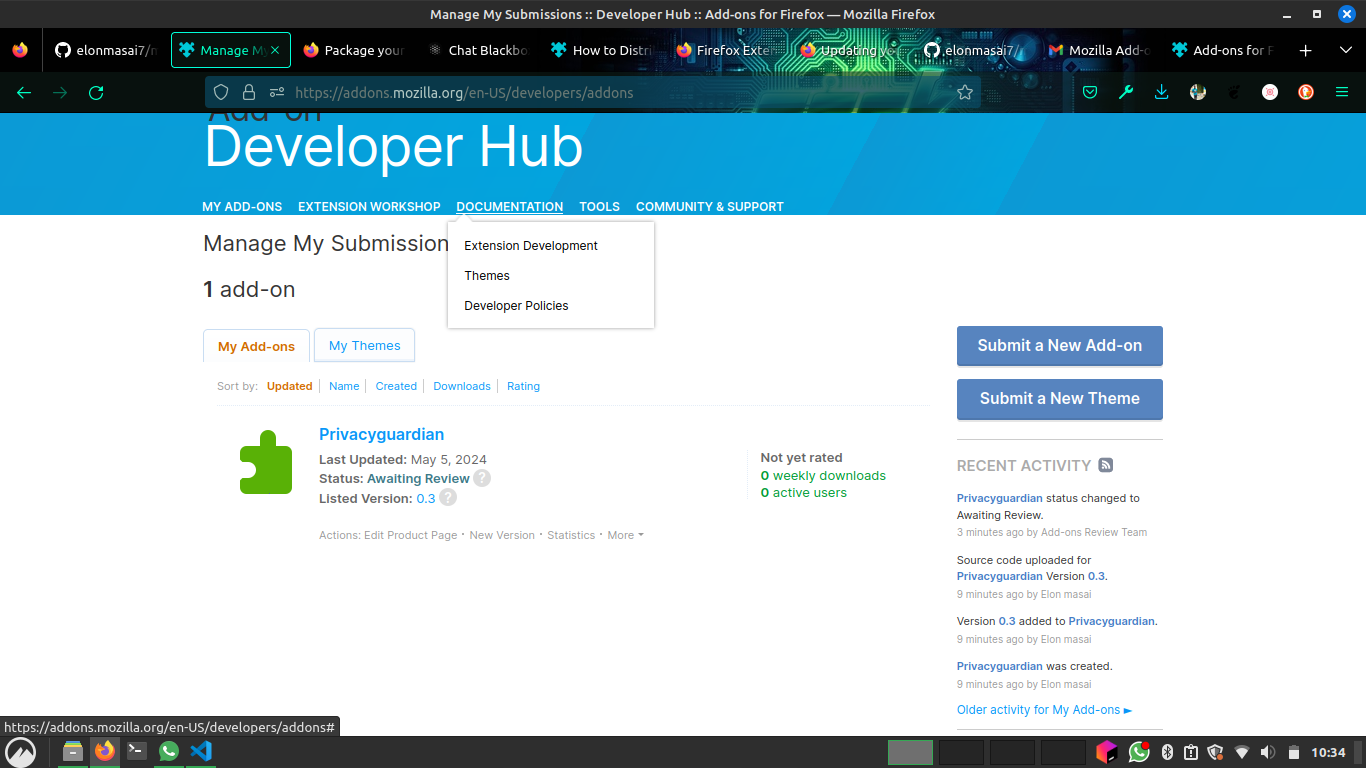 Manage My Submissions :: Developer Hub :: Add-ons for Firefox — Mozilla Firefox
elonmasai7/
Manage My
Package your
Chat Blackbo
How to Distri
Firefox Exte
Updating yo
elonmasai7/
Mozilla Add-o
Add-ons for F
https://addons.mozilla.org/en-US/developers/addons
Add-on
Developer Hub
MY ADD-ONS EXTENSION WORKSHOP DOCUMENTATION TOOLS COMMUNITY & SUPPORT
Extension Development
Themes
Developer Policies
Manage My Submission
1 add-on
My Add-ons My Themes
Sort by: Updated Name Created Downloads Rating
Privacyguardian
Last Updated: May 5, 2024
Status: Awaiting Review ?
Listed Version: 0.3 ?
Actions: Edit Product Page · New Version · Statistics · More
Not yet rated
0 weekly downloads
0 active users
Submit a New Add-on
Submit a New Theme
RECENT ACTIVITY
Privacyguardian status changed to
Awaiting Review.
3 minutes ago by Add-ons Review Team
Source code uploaded for
Privacyguardian Version 0.3.
9 minutes ago by Elon masai
Version 0.3 added to Privacyguardian.
9 minutes ago by Elon masai
Privacyguardian was created.
9 minutes ago by Elon masai
Older activity for My Add-ons ►
https://addons.mozilla.org/en-US/developers/addons#
10:34